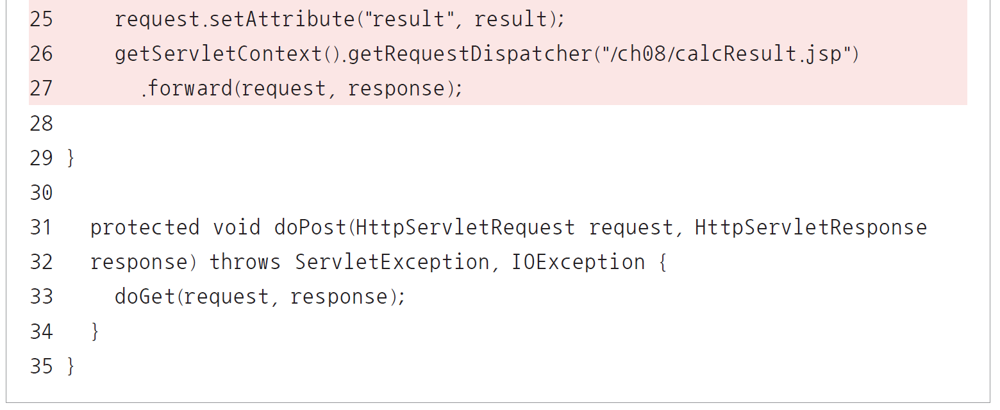 25     request.setAttribute("result", result);
26     getServletContext().getRequestDispatcher("/ch08/calcResult.jsp")
27       .forward(request, response);
28
29 }
30
31   protected void doPost(HttpServletRequest request, HttpServletResponse
32   response) throws ServletException, IOException {
33     doGet(request, response);
34   }
35 }